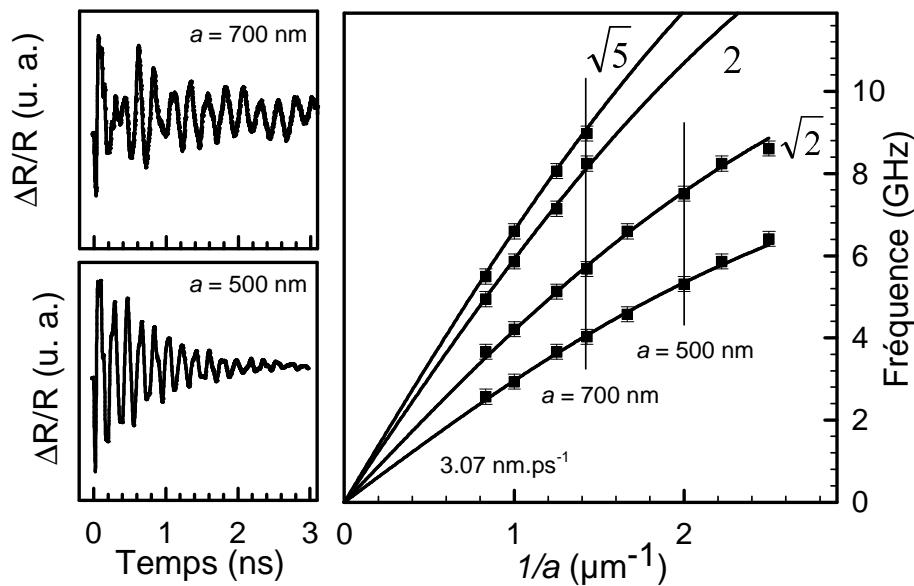 ΔR/R (u. a.)
a = 700 nm
ΔR/R (u. a.)
a = 500 nm
0 1 2 3
Temps (ns)
√5
2
√2
a = 500 nm
a = 700 nm
3.07 nm.ps⁻¹
10
8
6
4
2
0
Fréquence (GHz)
0 1 2
1/a (µm⁻¹)